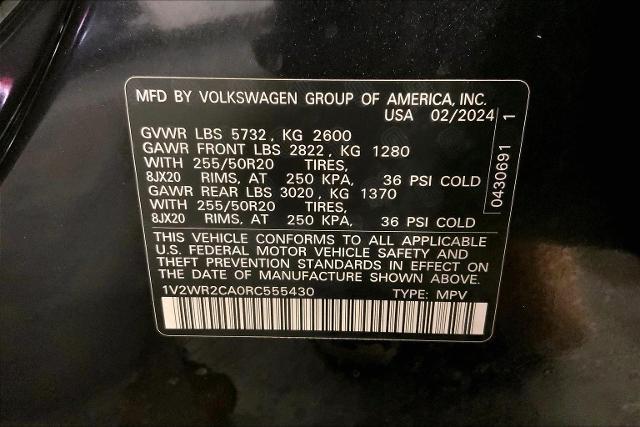 MFD BY VOLKSWAGEN GROUP OF AMERICA, INC.
USA 02/2024
GVWR LBS 5732, KG 2600
GAWR FRONT LBS 2822, KG 1280
WITH 255/50R20 TIRES,
8JX20 RIMS, AT 250 KPA, 36 PSI COLD
GAWR REAR LBS 3020, KG 1370
WITH 255/50R20 TIRES,
8JX20 RIMS, AT 250 KPA, 36 PSI COLD
0430691 1
THIS VEHICLE CONFORMS TO ALL APPLICABLE
U.S. FEDERAL MOTOR VEHICLE SAFETY AND
THEFT PREVENTION STANDARDS IN EFFECT ON
THE DATE OF MANUFACTURE SHOWN ABOVE.
1V2WR2CA0RC555430 TYPE: MPV